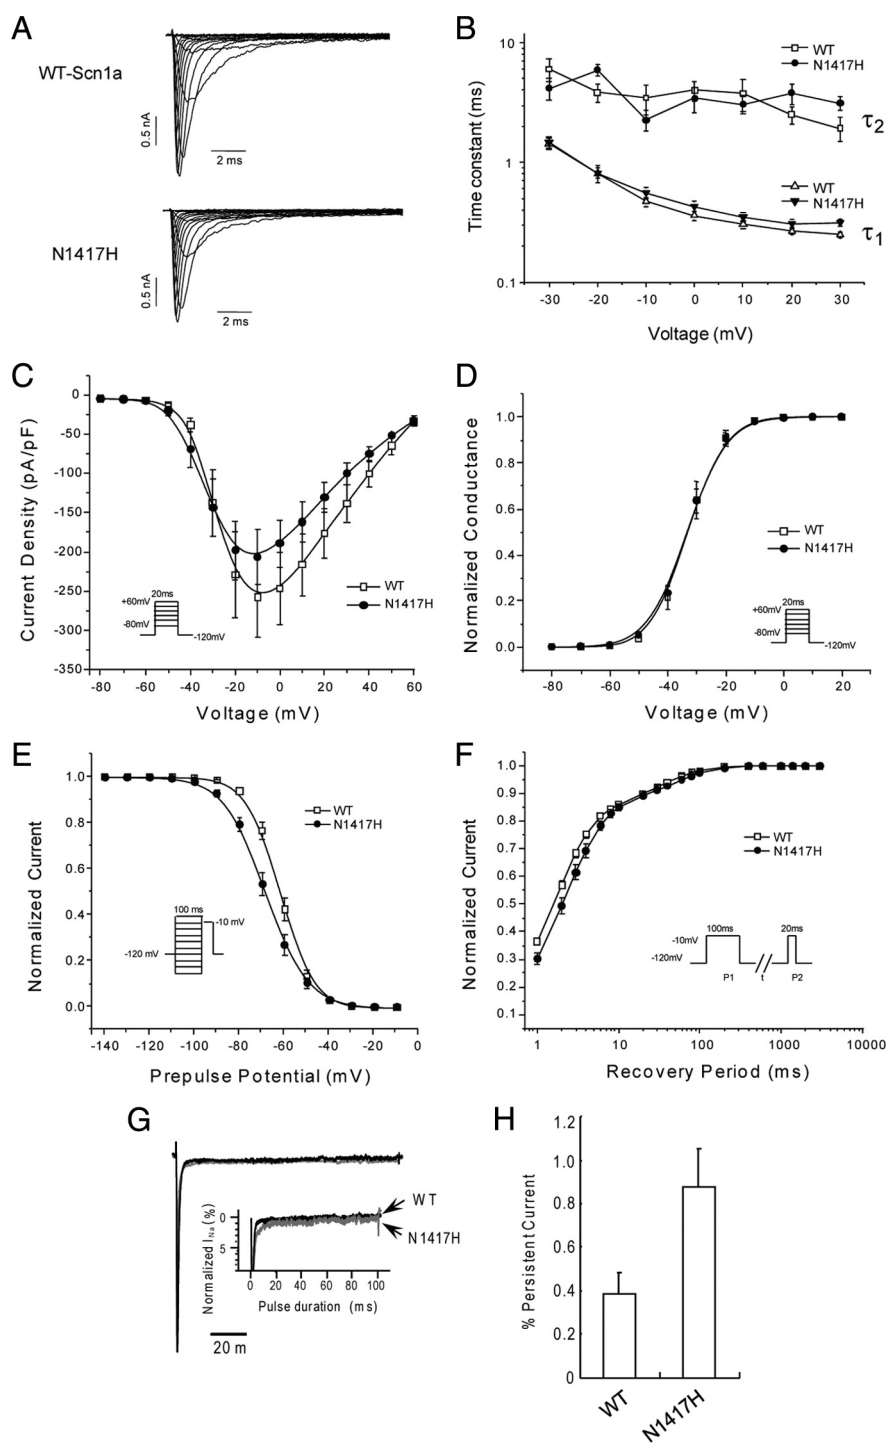 A
WT-Scn1a
0.5 nA
2 ms
N1417H
0.5 nA
2 ms
B
Time constant (ms)
10
1
0.1
WT
N1417H
τ2
WT
N1417H
τ1
-30 -20 -10 0 10 20 30
Voltage (mV)
C
Current Density (pA/pF)
0
-50
-100
-150
-200
-250
-300
-350
WT
N1417H
20ms
+60mV
-80mV
-120mV
-80 -60 -40 -20 0 20 40 60
Voltage (mV)
D
Normalized Conductance
1.0
0.8
0.6
0.4
0.2
0.0
WT
N1417H
20ms
+60mV
-80mV
-120mV
-80 -60 -40 -20 0 20
Voltage (mV)
E
Normalized Current
1.0
0.8
0.6
0.4
0.2
0.0
WT
N1417H
100 ms
-10 mV
-120 mV
-140 -120 -100 -80 -60 -40 -20 0
Prepulse Potential (mV)
F
Normalized Current
1.0
0.9
0.8
0.7
0.6
0.5
0.4
0.3
0.2
0.1
WT
N1417H
100ms 20ms
-10mV
-120mV
P1 t P2
1 10 100 1000 10000
Recovery Period (ms)
G
Normalized INa (%)
0
5
WT
N1417H
0 20 40 60 80 100
Pulse duration (ms)
20 m
H
% Persistent Current
1.2
1.0
0.8
0.6
0.4
0.2
0
WT
N1417H